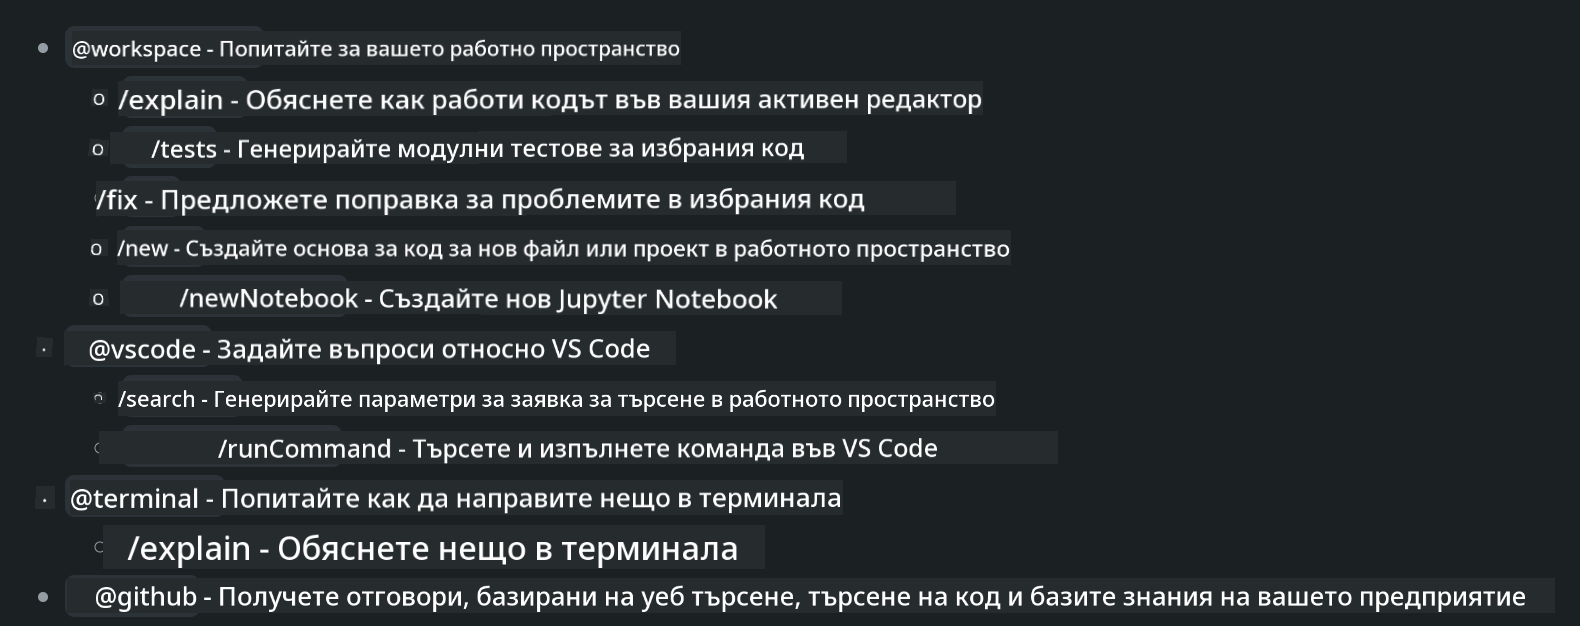 @workspace - Попитайте за вашето работно пространство
/explain - Обяснете как работи кодът във вашия активен редактор
/tests - Генерирайте модулни тестове за избрания код
/fix - Предложете поправка за проблемите в избрания код
/new - Създайте основа за код за нов файл или проект в работното пространство
/newNotebook - Създайте нов Jupyter Notebook
@vscode - Задайте въпроси относно VS Code
/search - Генерирайте параметри за заявка за търсене в работното пространство
/runCommand - Търсете и изпълнете команда във VS Code
@terminal - Попитайте как да направите нещо в терминала
/explain - Обяснете нещо в терминала
@github - Получете отговори, базирани на уеб търсене, търсене на код и базите знания на вашето предприятие